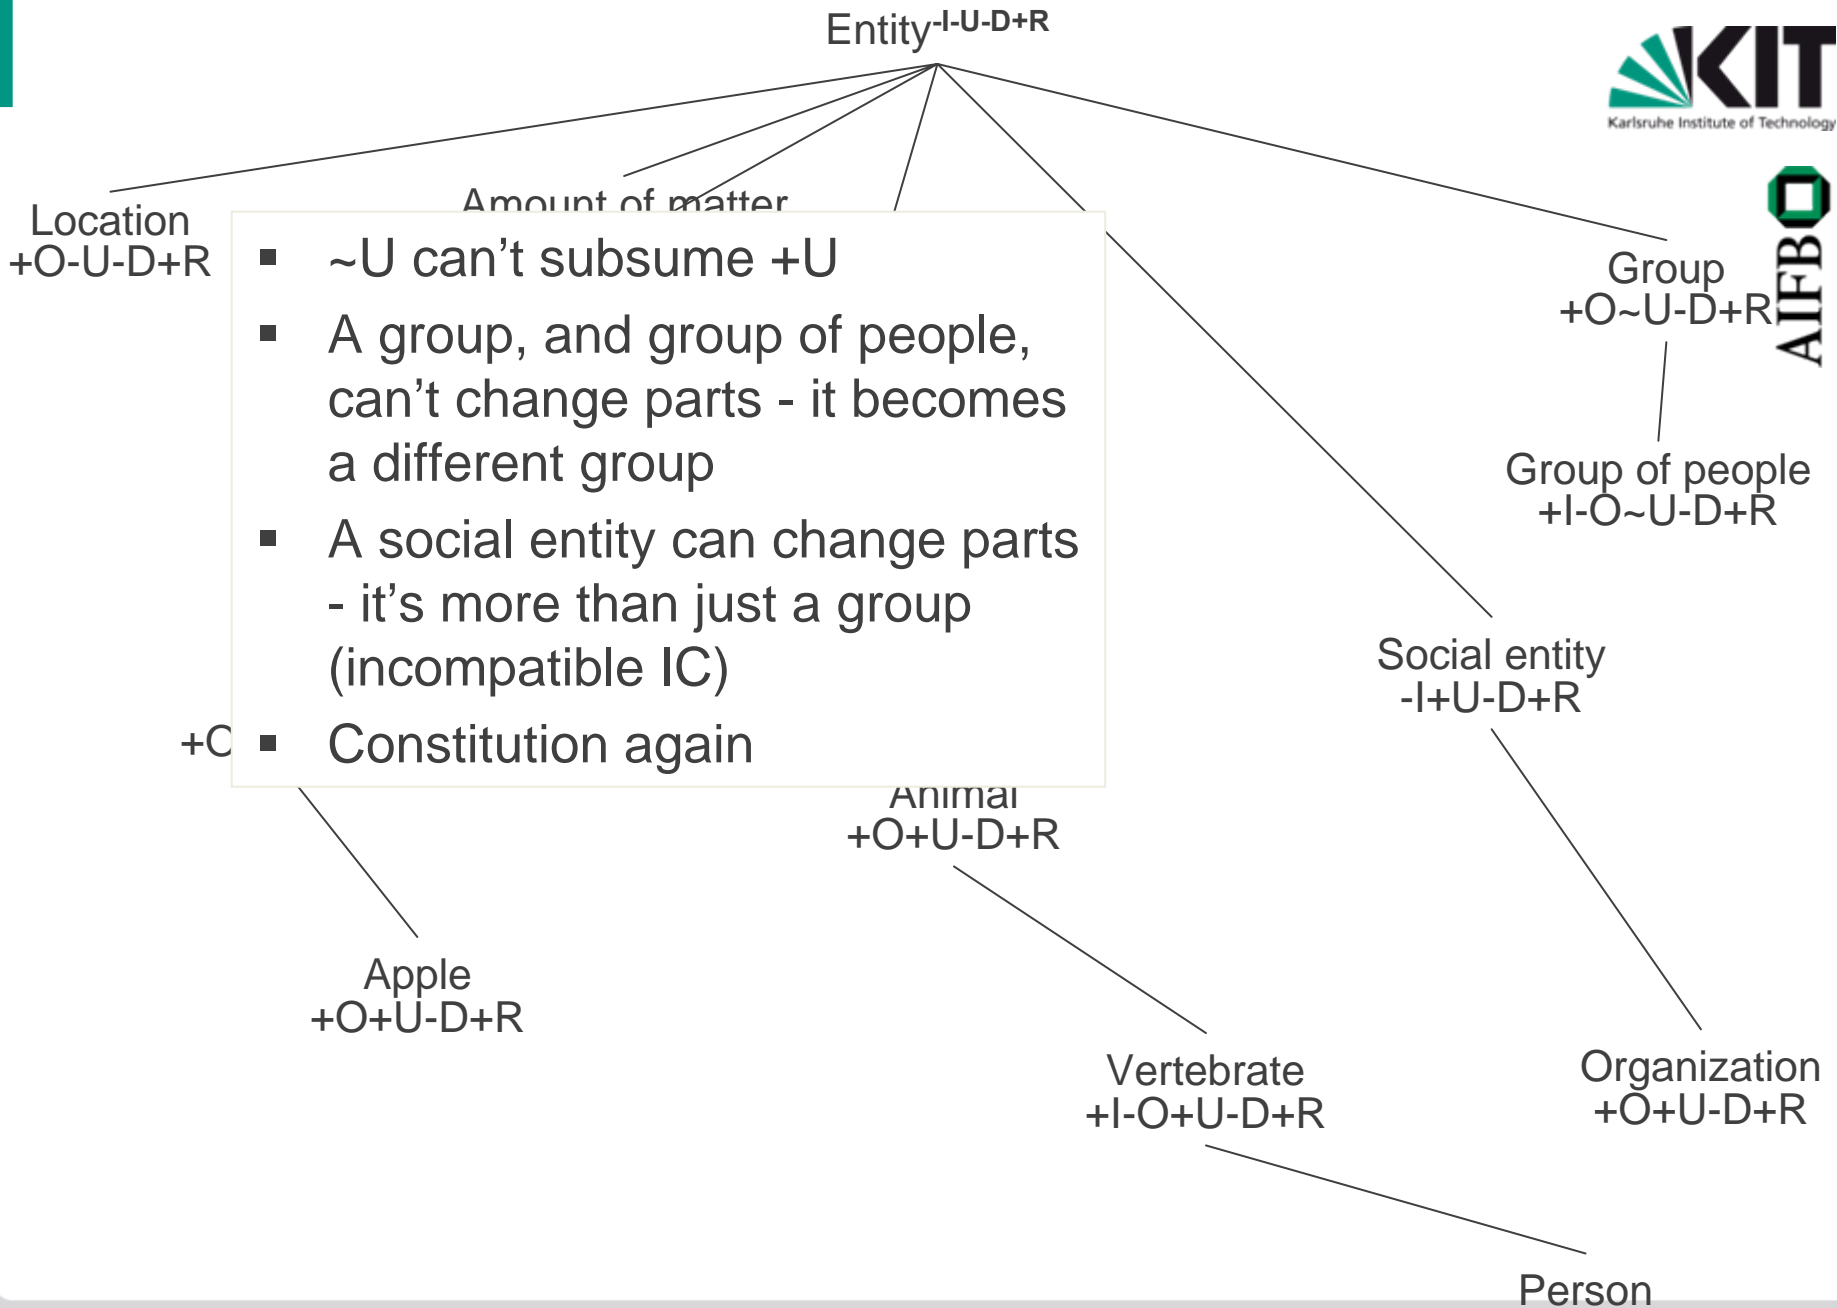 Entity-I-U-D+R
KIT
Karlsruhe Institute of Technology
AIFB
Location
+O-U-D+R
Amount of matter
Group
+O~U-D+R
Group of people
+I-O~U-D+R
▪ ~U can't subsume +U
▪ A group, and group of people,
can't change parts - it becomes
a different group
▪ A social entity can change parts
- it's more than just a group
(incompatible IC)
▪ Constitution again
Social entity
-I+U-D+R
+O
Animal
+O+U-D+R
Apple
+O+U-D+R
Vertebrate
+I-O+U-D+R
Organization
+O+U-D+R
Person